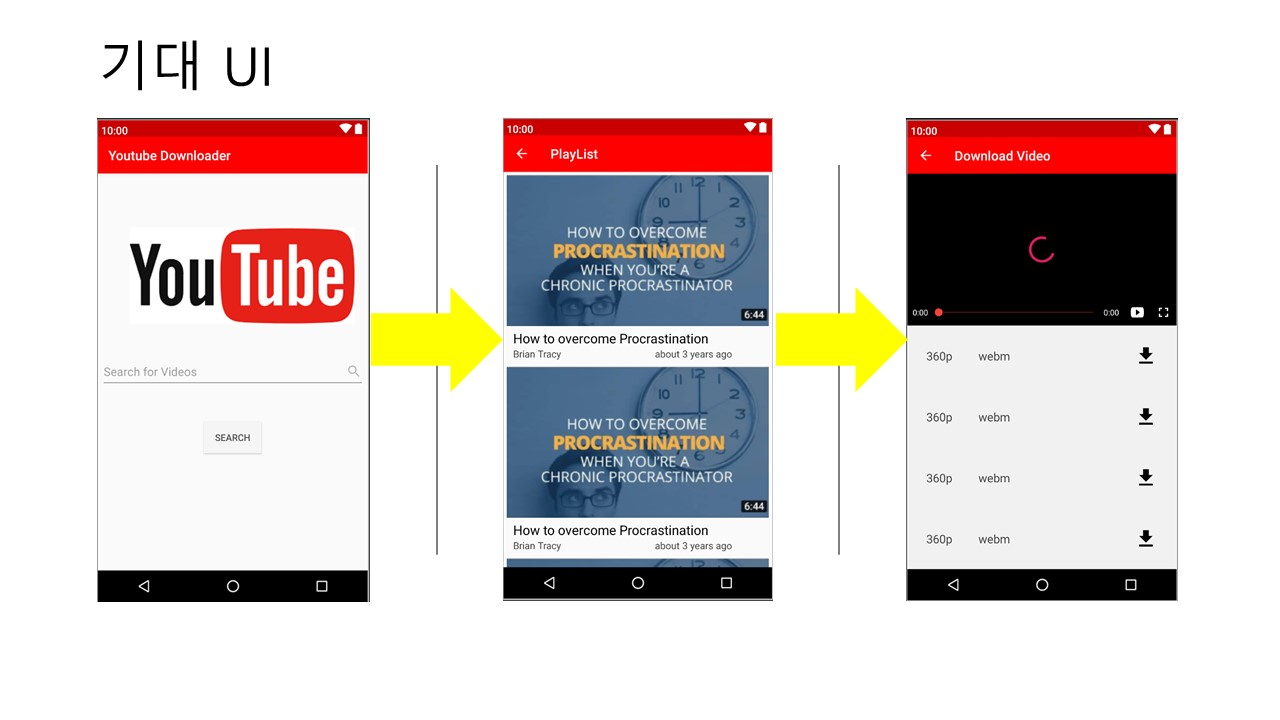 기대 UI
10:00
Youtube Downloader
YouTube
Search for Videos
SEARCH
10:00
PlayList
HOW TO OVERCOME
PROCRASTINATION
WHEN YOU'RE A
CHRONIC PROCRASTINATOR
6:44
How to overcome Procrastination
Brian Tracy about 3 years ago
HOW TO OVERCOME
PROCRASTINATION
WHEN YOU'RE A
CHRONIC PROCRASTINATOR
6:44
How to overcome Procrastination
Brian Tracy about 3 years ago
10:00
Download Video
0:00 0:00
360p webm
360p webm
360p webm
360p webm